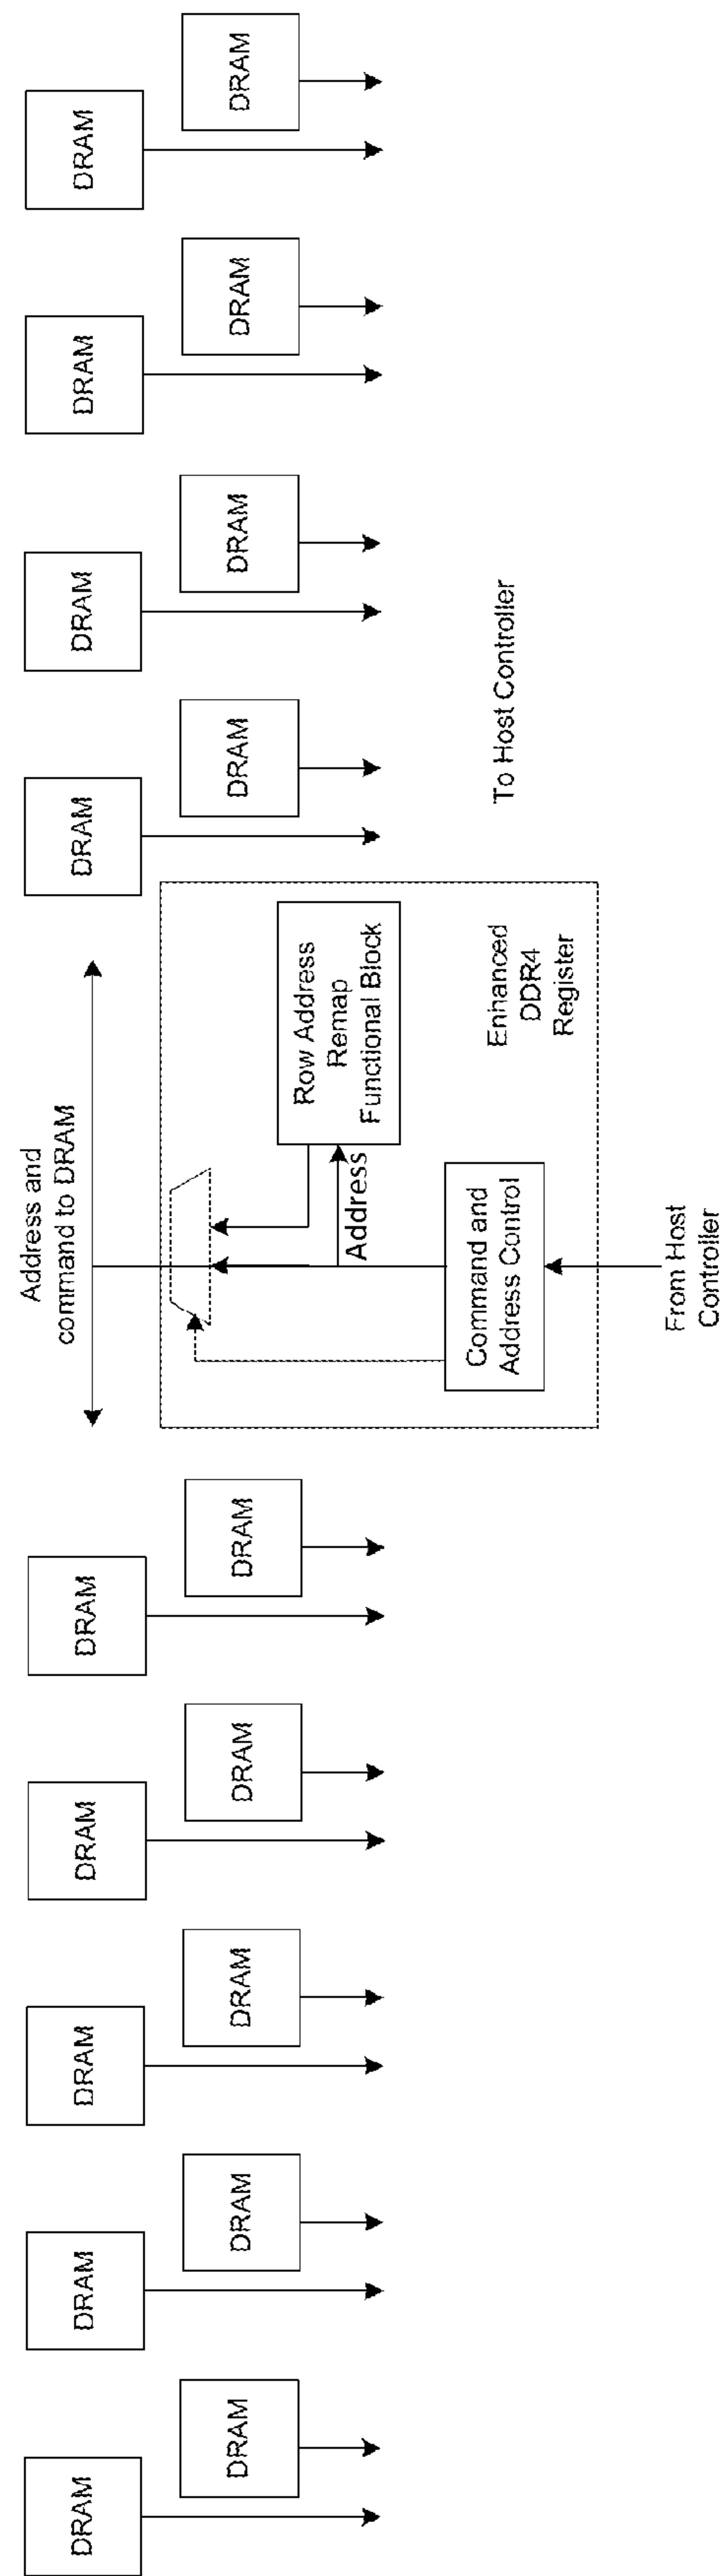 DRAM
DRAM
DRAM
DRAM
DRAM
DRAM
DRAM
DRAM
To Host Controller
Address and
command to DRAM
Row Address
Remap
Functional Block
Enhanced
DDR4
Register
Address
Command and
Address Control
From Host
Controller
DRAM
DRAM
DRAM
DRAM
DRAM
DRAM
DRAM
DRAM
DRAM
DRAM